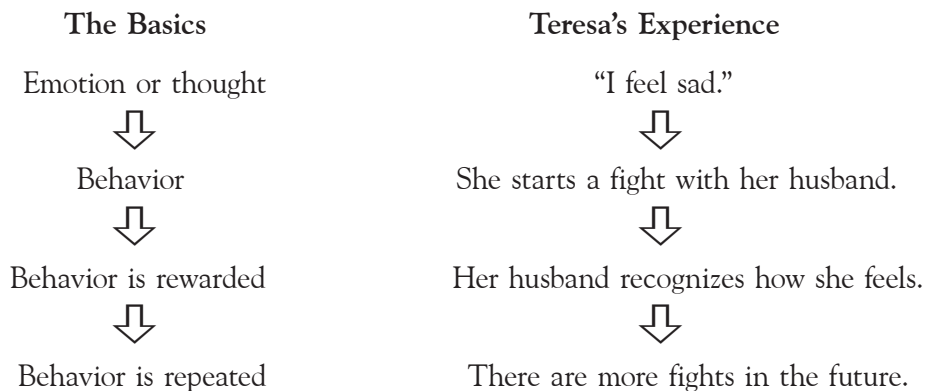 The Basics
Emotion or thought
Behavior
Behavior is rewarded
Behavior is repeated
Teresa’s Experience
“I feel sad.”
She starts a fight with her husband.
Her husband recognizes how she feels.
There are more fights in the future.